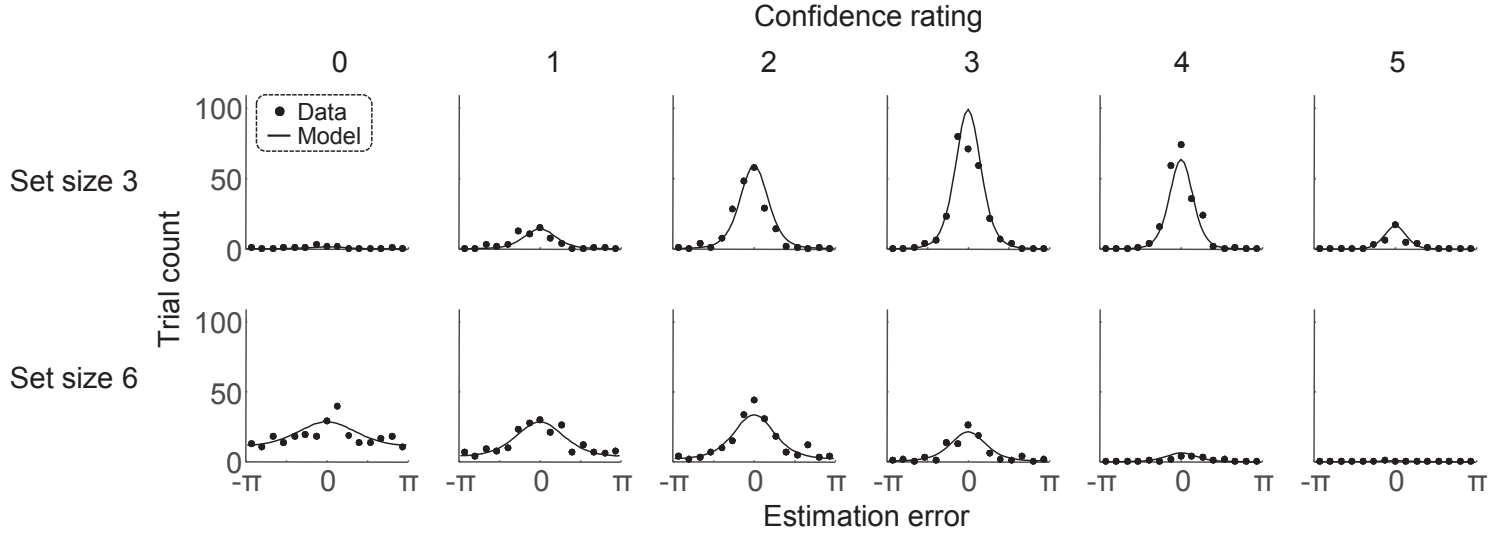 Confidence rating
0 1 2 3 4 5
100
Data
Model
50
0
Set size 3
Trial count
100
50
0
Set size 6
-π 0 π -π 0 π -π 0 π -π 0 π -π 0 π -π 0 π
Estimation error